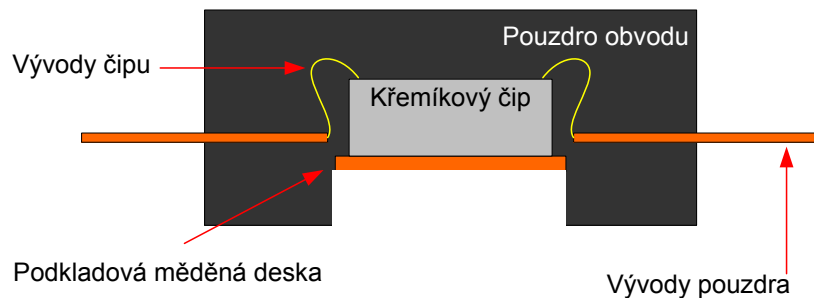 Pouzdro obvodu
Vývody čipu
Křemíkový čip
Podkladová měděná deska
Vývody pouzdra